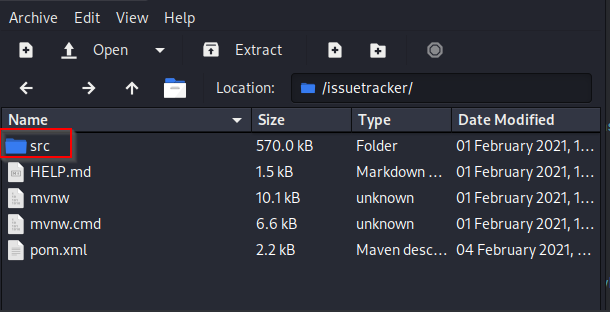 Archive Edit View Help
Open Extract
Location: /issuetracker/
Name Size Type Date Modified
src 570.0 kB Folder 01 February 2021, 1...
HELP.md 1.5 kB Markdown ... 01 February 2021, 1...
mvnw 10.1 kB unknown 01 February 2021, 1...
mvnw.cmd 6.6 kB unknown 01 February 2021, 1...
pom.xml 2.2 kB Maven desc... 04 February 2021, ...